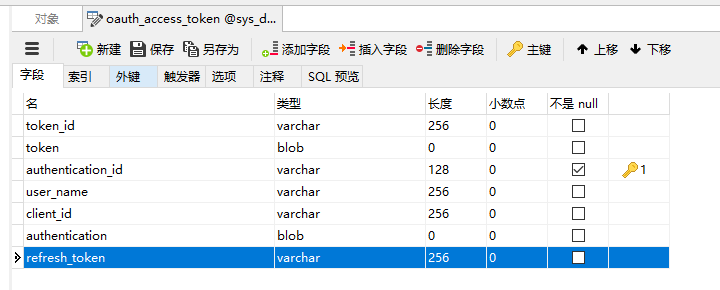 对象 oauth_access_token @sys_d...
新建 保存 另存为 添加字段 插入字段 删除字段 主键 上移 下移
字段 索引 外键 触发器 选项 注释 SQL 预览
名 类型 长度 小数点 不是 null
token_id varchar 256 0
token blob 0 0
authentication_id varchar 128 0 1
user_name varchar 256 0
client_id varchar 256 0
authentication blob 0 0
refresh_token varchar 256 0